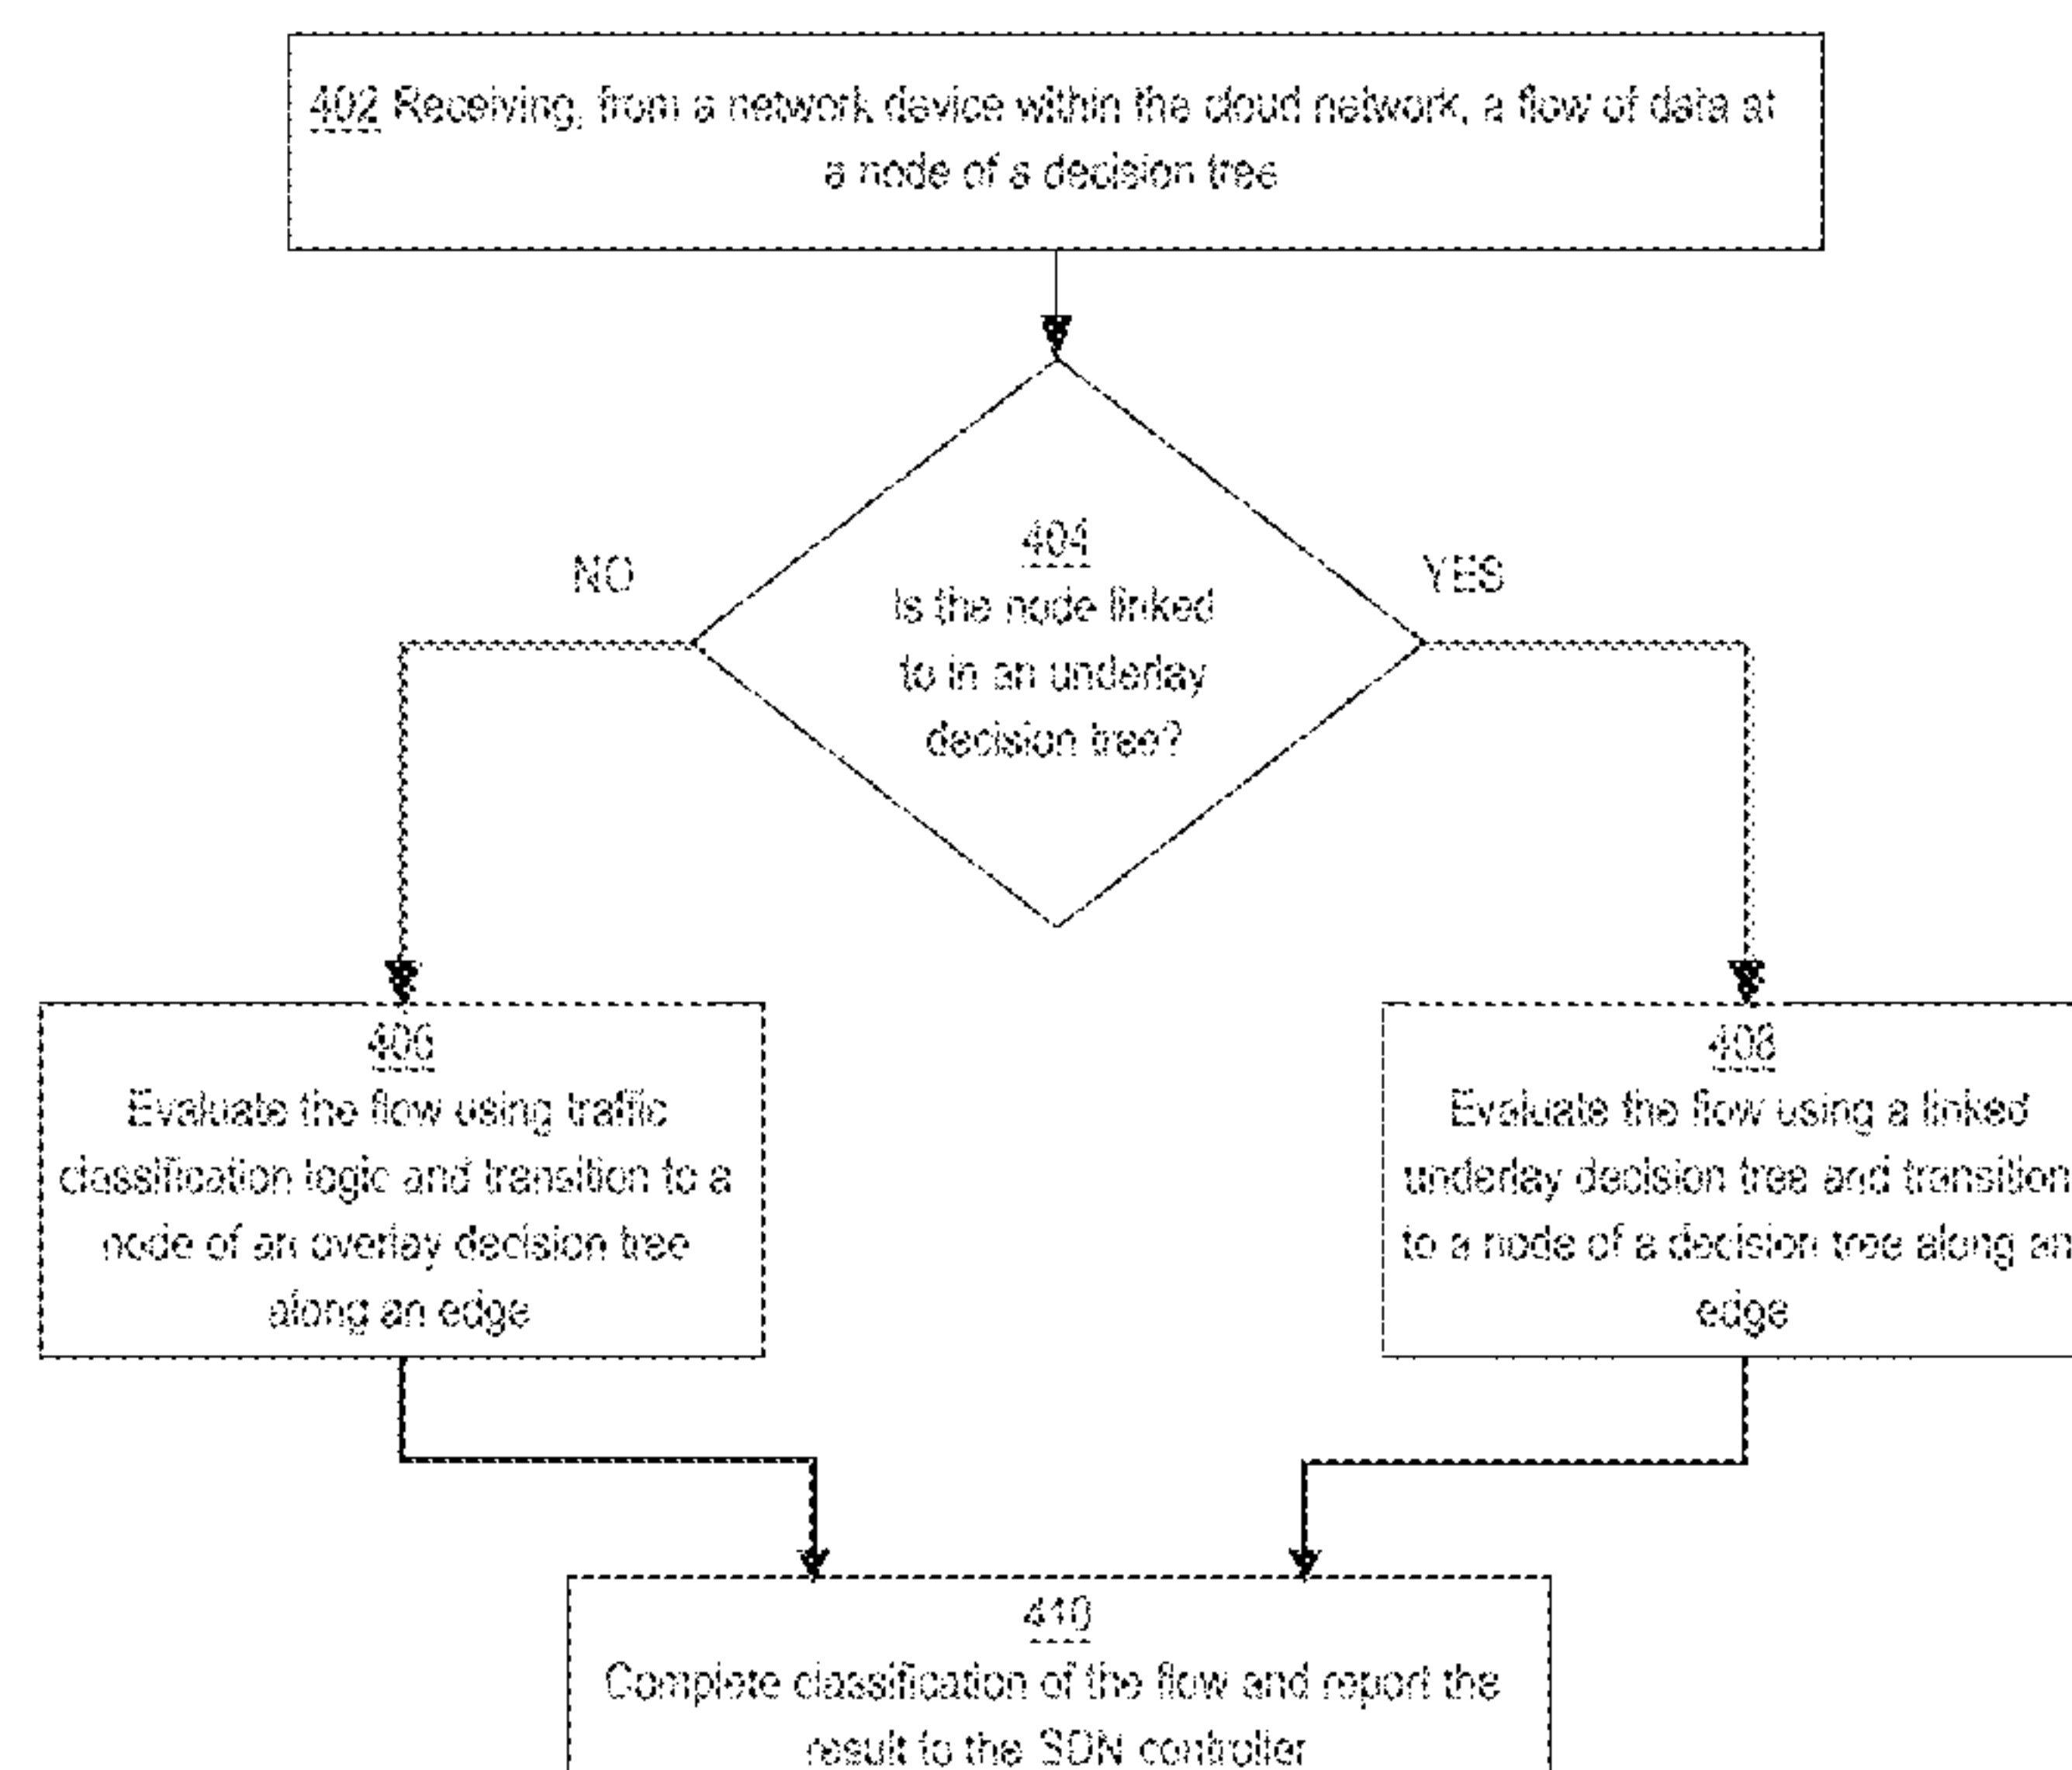 402 Receiving, from a network device within the cloud network, a flow of data at
a node of a decision tree
404
Is the node linked
to in an underlay
decision tree?
NO
YES
406
Evaluate the flow using traffic
classification logic and transition to a
node of an overlay decision tree
along an edge
408
Evaluate the flow using a linked
underlay decision tree and transition
to a node of a decision tree along an
edge
410
Complete classification of the flow and report the
result to the SDN controller